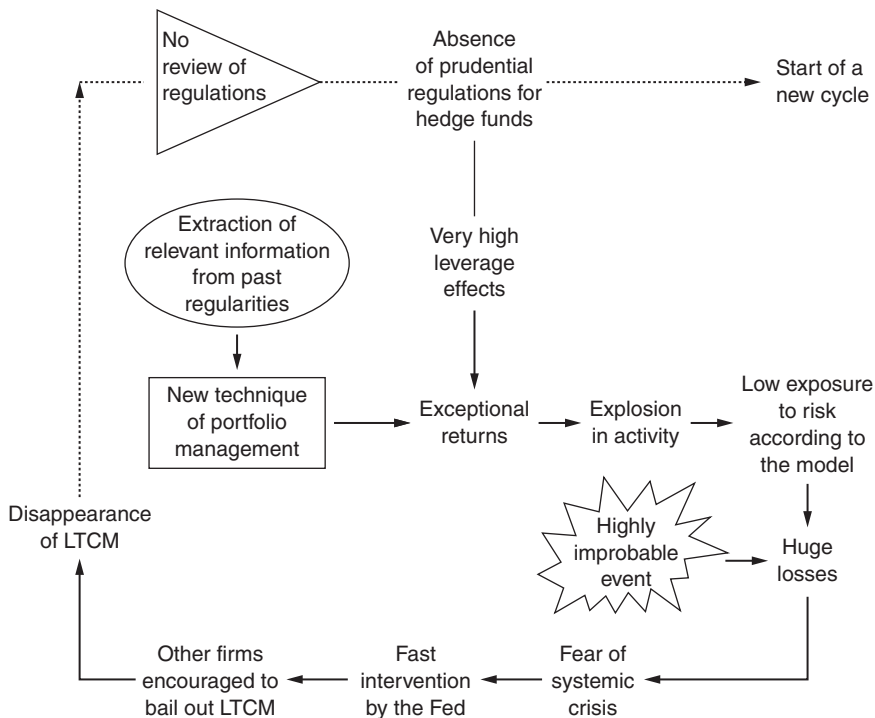 No
review of
regulations
Absence
of prudential
regulations for
hedge funds
Start of a
new cycle
Extraction of
relevant information
from past
regularities
Very high
leverage
effects
New technique
of portfolio
management
Exceptional
returns
Explosion
in activity
Low exposure
to risk
according to
the model
Disappearance
of LTCM
Highly
improbable
event
Huge
losses
Other firms
encouraged to
bail out LTCM
Fast
intervention
by the Fed
Fear of
systemic
crisis